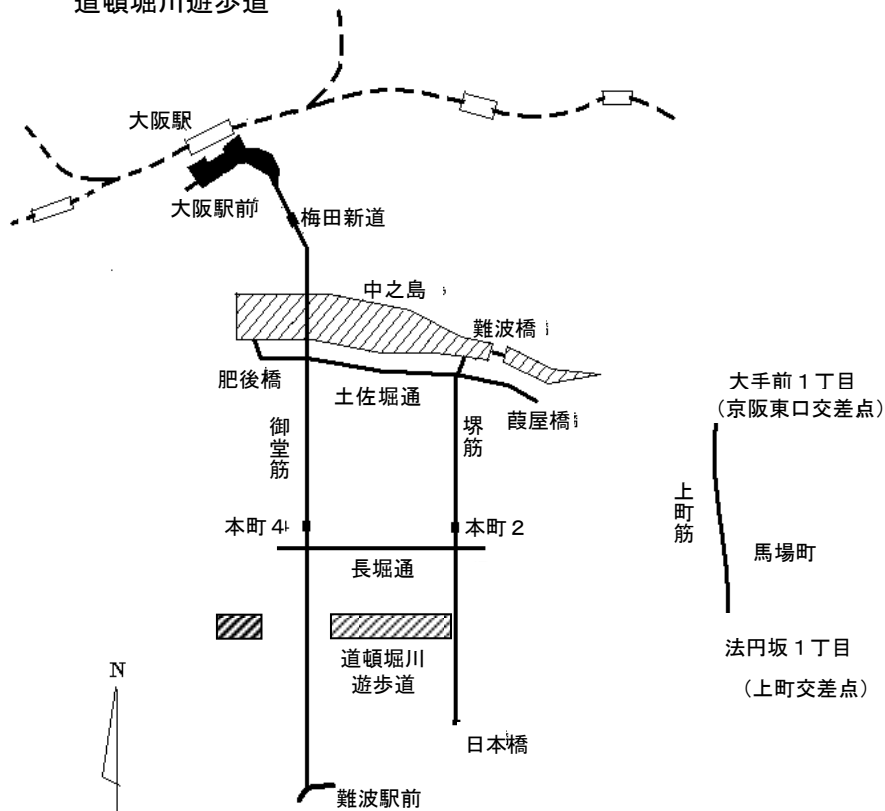 道頓堀川遊歩道
大阪駅
大阪駅前
梅田新道
中之島
難波橋
肥後橋
土佐堀通
葭屋橋
大手前1丁目
（京阪東口交差点）
御堂筋
堺筋
上町筋
本町4
本町2
馬場町
長堀通
道頓堀川
遊歩道
法円坂1丁目
（上町交差点）
N
日本橋
難波駅前